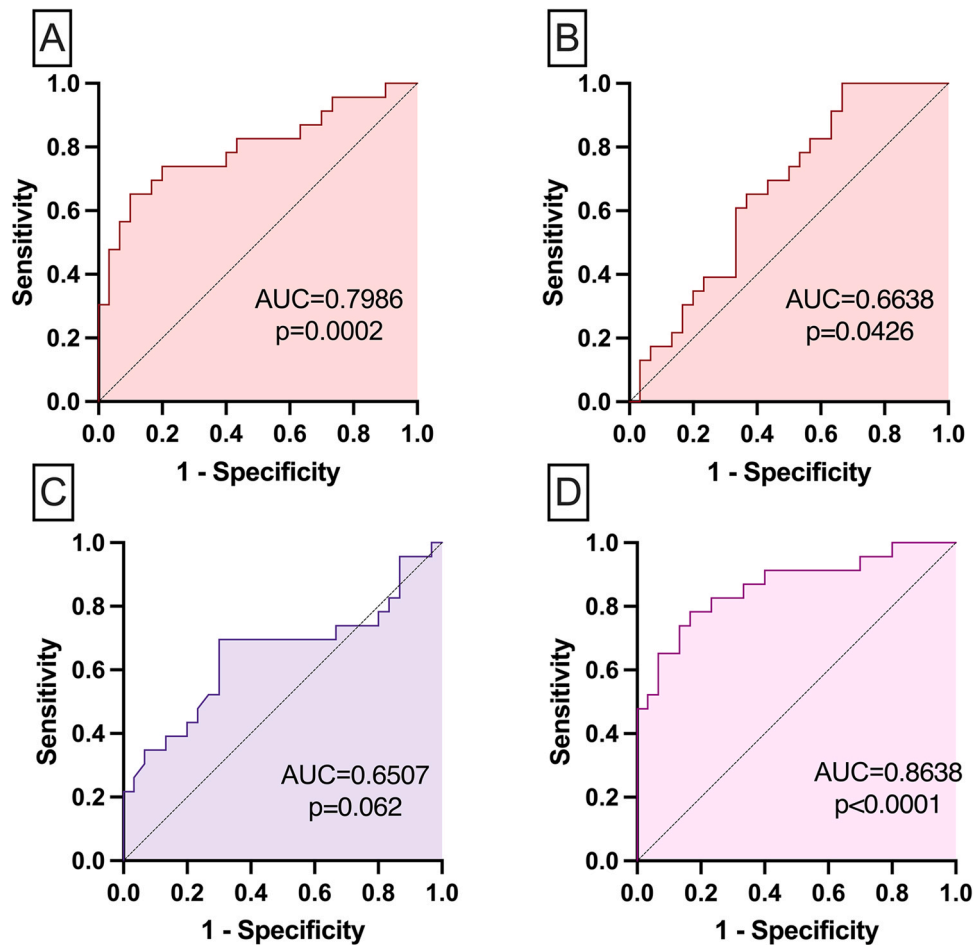 A
B
1.0
0.8
0.6
0.4
0.2
0.0
Sensitivity
AUC=0.7986
p=0.0002
0.0 0.2 0.4 0.6 0.8 1.0
1 - Specificity
1.0
0.8
0.6
0.4
0.2
0.0
Sensitivity
AUC=0.6638
p=0.0426
0.0 0.2 0.4 0.6 0.8 1.0
1 - Specificity
C
D
1.0
0.8
0.6
0.4
0.2
0.0
Sensitivity
AUC=0.6507
p=0.062
0.0 0.2 0.4 0.6 0.8 1.0
1 - Specificity
1.0
0.8
0.6
0.4
0.2
0.0
Sensitivity
AUC=0.8638
p<0.0001
0.0 0.2 0.4 0.6 0.8 1.0
1 - Specificity